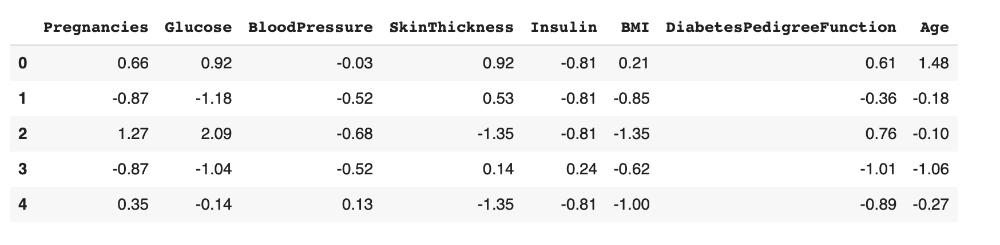 Pregnancies Glucose BloodPressure SkinThickness Insulin BMI DiabetesPedigreeFunction Age
0 0.66 0.92 -0.03 0.92 -0.81 0.21 0.61 1.48
1 -0.87 -1.18 -0.52 0.53 -0.81 -0.85 -0.36 -0.18
2 1.27 2.09 -0.68 -1.35 -0.81 -1.35 0.76 -0.10
3 -0.87 -1.04 -0.52 0.14 0.24 -0.62 -1.01 -1.06
4 0.35 -0.14 0.13 -1.35 -0.81 -1.00 -0.89 -0.27